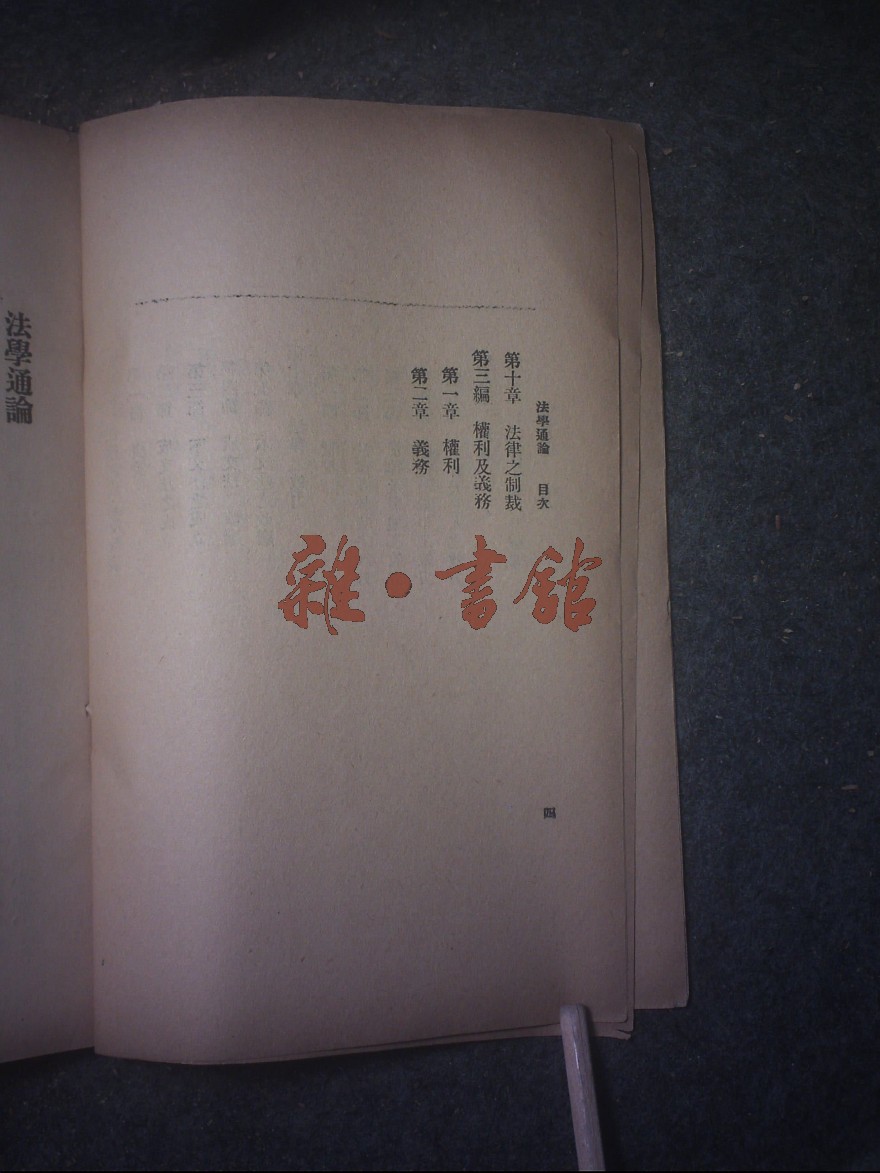 法學通論 目次
第十章 法律之制裁
第三編 權利及義務
第一章 權利
第二章 義務
四
法學通論
雜·書館